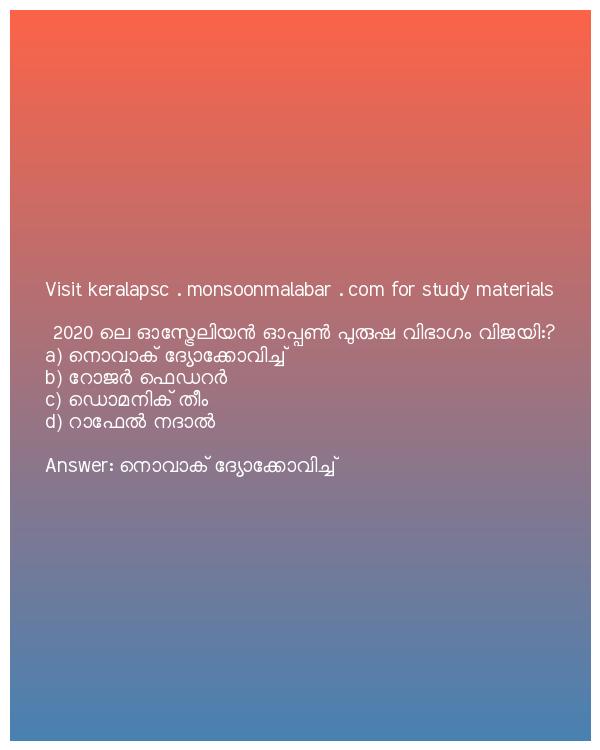 Visit keralapsc . monsoonmalabar . com for study materials
2020 ലെ ഓസ്ട്രേലിയൻ ഓപ്പൺ പുരുഷ വിഭാഗം വിജയി:?
a) നൊവാക് ദ്യോക്കോവിച്ച്
b) റോജർ ഫെഡറർ
c) ഡൊമനിക് തീം
d) റാഫേൽ നദാൽ
Answer: നൊവാക് ദ്യോക്കോവിച്ച്